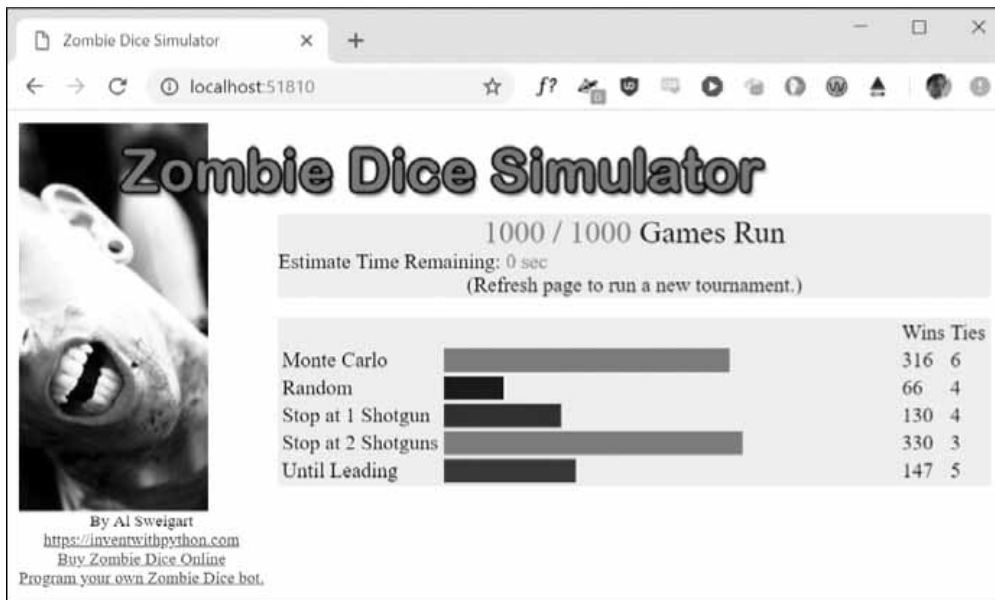 Zombie Dice Simulator
localhost:51810
f?
Zombie Dice Simulator
1000 / 1000 Games Run
Estimate Time Remaining: 0 sec
(Refresh page to run a new tournament.)
Wins Ties
Monte Carlo 316 6
Random 66 4
Stop at 1 Shotgun 130 4
Stop at 2 Shotguns 330 3
Until Leading 147 5
By Al Sweigart
https://inventwithpython.com
Buy Zombie Dice Online
Program your own Zombie Dice bot.